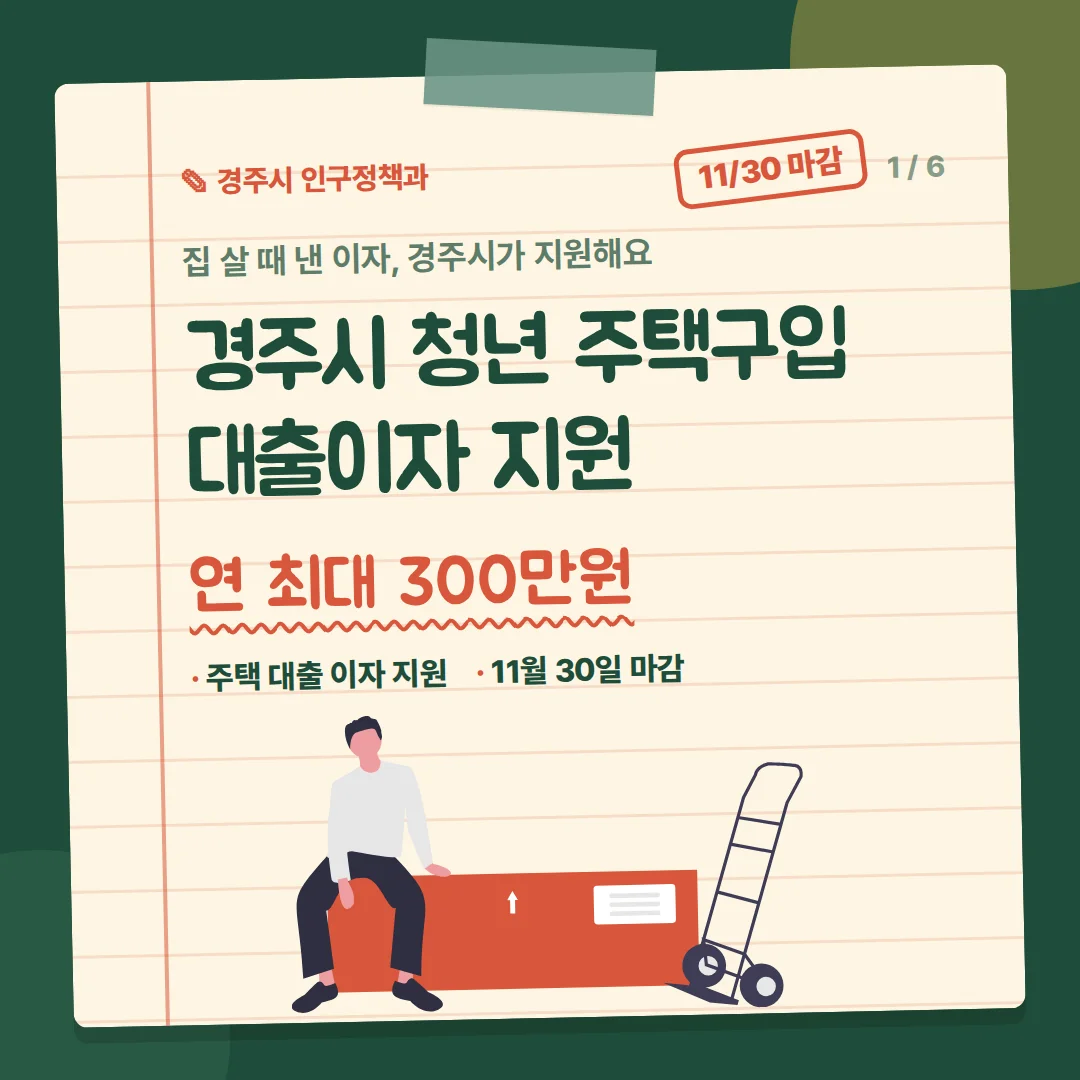 경주시 인구정책과
11/30 마감
1 / 6
집 살 때 낸 이자, 경주시가 지원해요
경주시 청년 주택구입
대출이자 지원
연 최대 300만원
· 주택 대출 이자 지원 · 11월 30일 마감